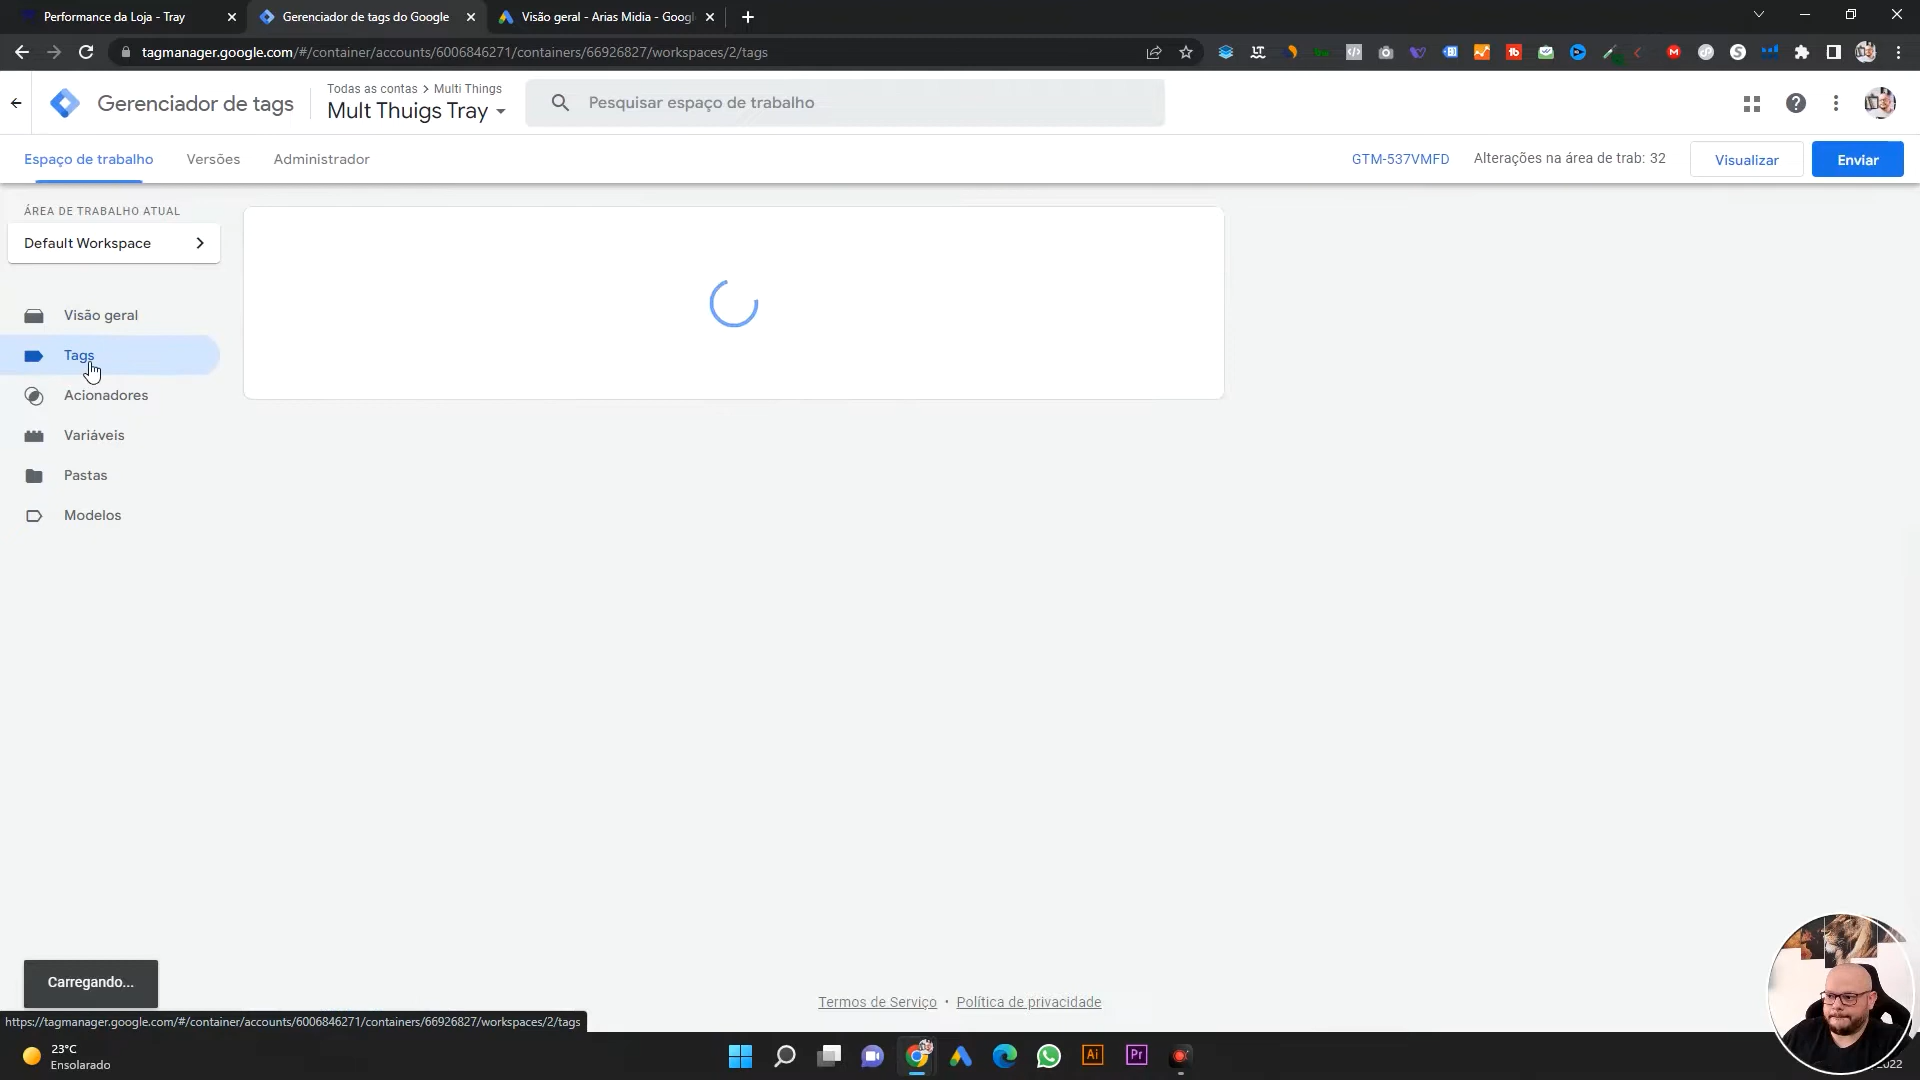 Performance da Loja - Tray
Gerenciador de tags do Google
Visão geral - Arias Midia - Googl
tagmanager.google.com/#/container/accounts/6006846271/containers/66926827/workspaces/2/tags
Gerenciador de tags
Todas as contas > Multi Things
Mult Thuigs Tray
Pesquisar espaço de trabalho
Espaço de trabalho
Versões
Administrador
GTM-537VMFD
Alterações na área de trab: 32
Visualizar
Enviar
ÁREA DE TRABALHO ATUAL
Default Workspace
Visão geral
Tags
Acionadores
Variáveis
Pastas
Modelos
Carregando...
Termos de Serviço • Política de privacidade
https://tagmanager.google.com/#/container/accounts/6006846271/containers/66926827/workspaces/2/tags
23°C
Ensolarado
Ai
Pr